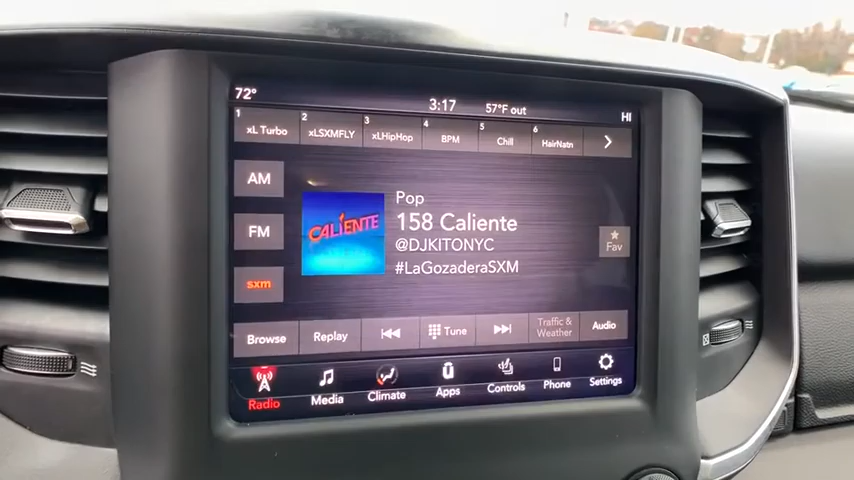 72° 3:17 57°F out HI
1 xL Turbo 2 xLSXMFLY 3 xLHipHop 4 BPM 5 Chill 6 HairNatn
AM
FM
sxm
CALIENTE
Pop
158 Caliente
@DJKITONYC
#LaGozaderaSXM
Fav
Browse Replay Tune Traffic & Weather Audio
Radio Media Climate Apps Controls Phone Settings